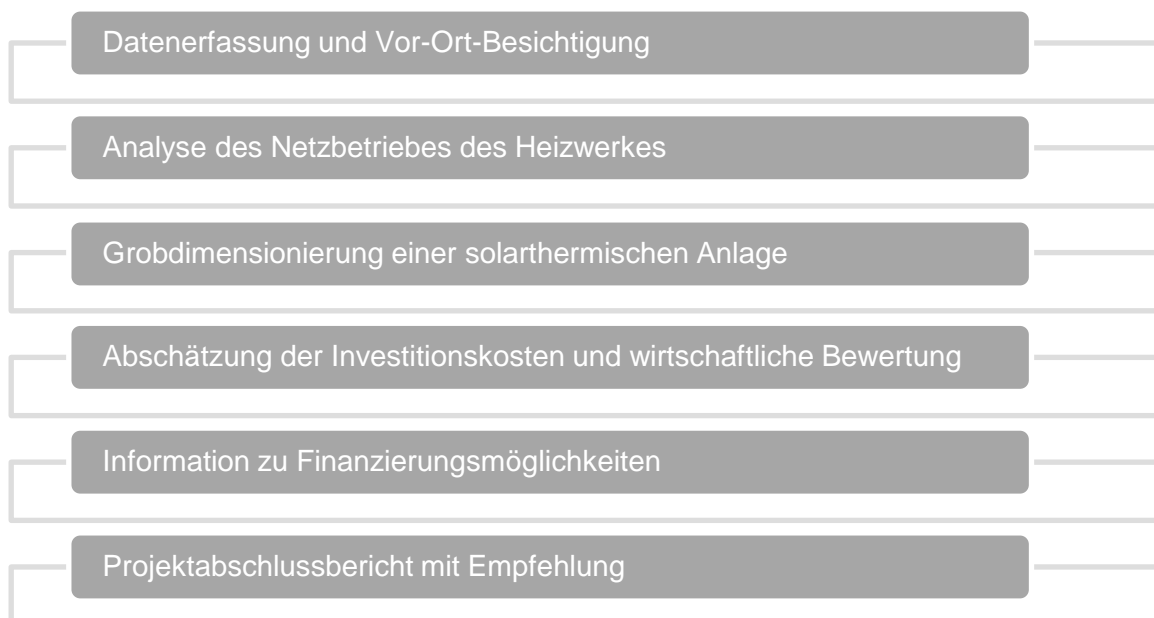 Datenerfassung und Vor-Ort-Besichtigung
Analyse des Netzbetriebes des Heizwerkes
Grobdimensionierung einer solarthermischen Anlage
Abschätzung der Investitionskosten und wirtschaftliche Bewertung
Information zu Finanzierungsmöglichkeiten
Projektabschlussbericht mit Empfehlung